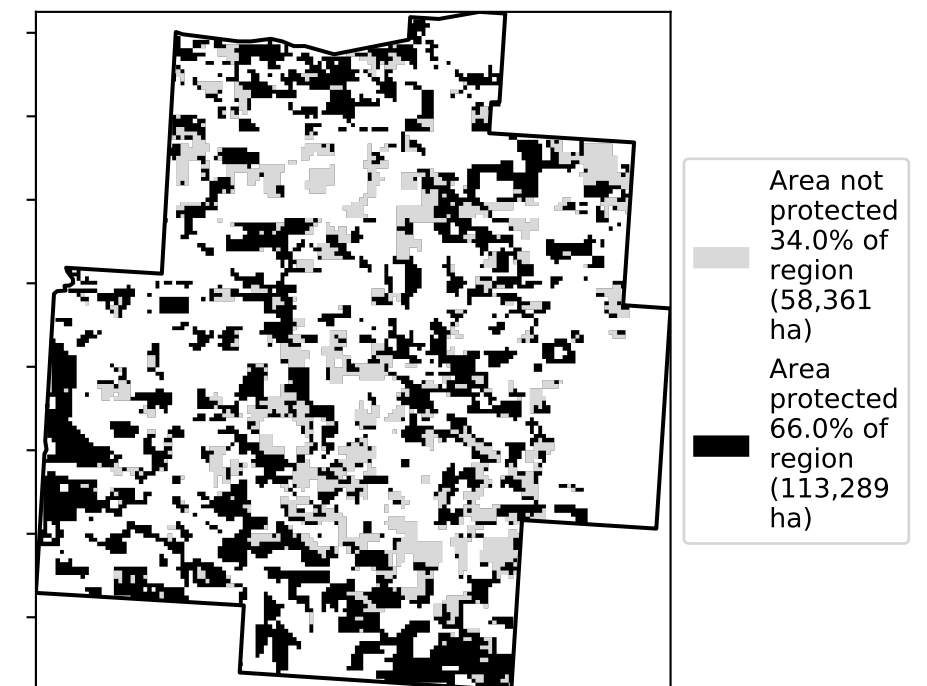 Area not
protected
34.0% of
region
(58,361
ha)
Area
protected
66.0% of
region
(113,289
ha)